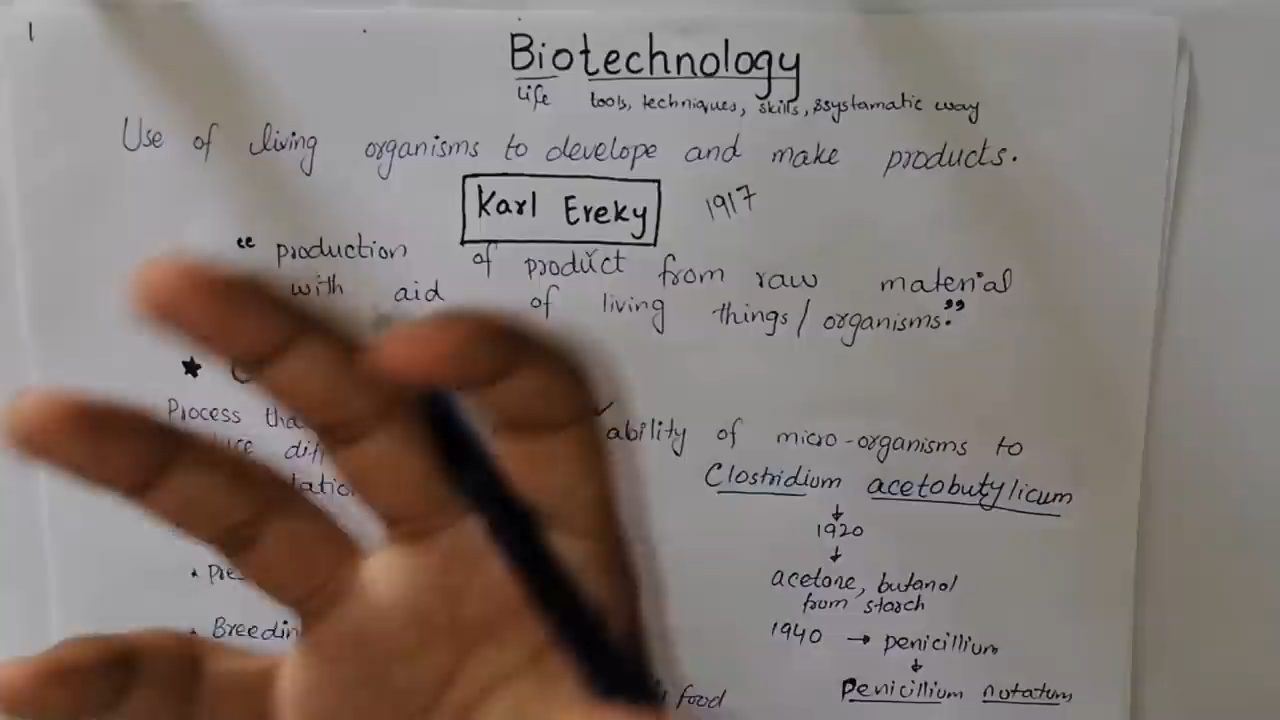 1
Biotechnology
Life tools, techniques, skills, systamatic way
Use of living organisms to develope and make products.
Karl Ereky 1917
“ production of product from raw material
with aid of living things/organisms.”
★
Process
ability of micro-organisms to
Clostridium acetobutylicum
↓
1920
↓
acetone, butanol
from starch
1940 → penicillium
↓
food Penicillium notatum